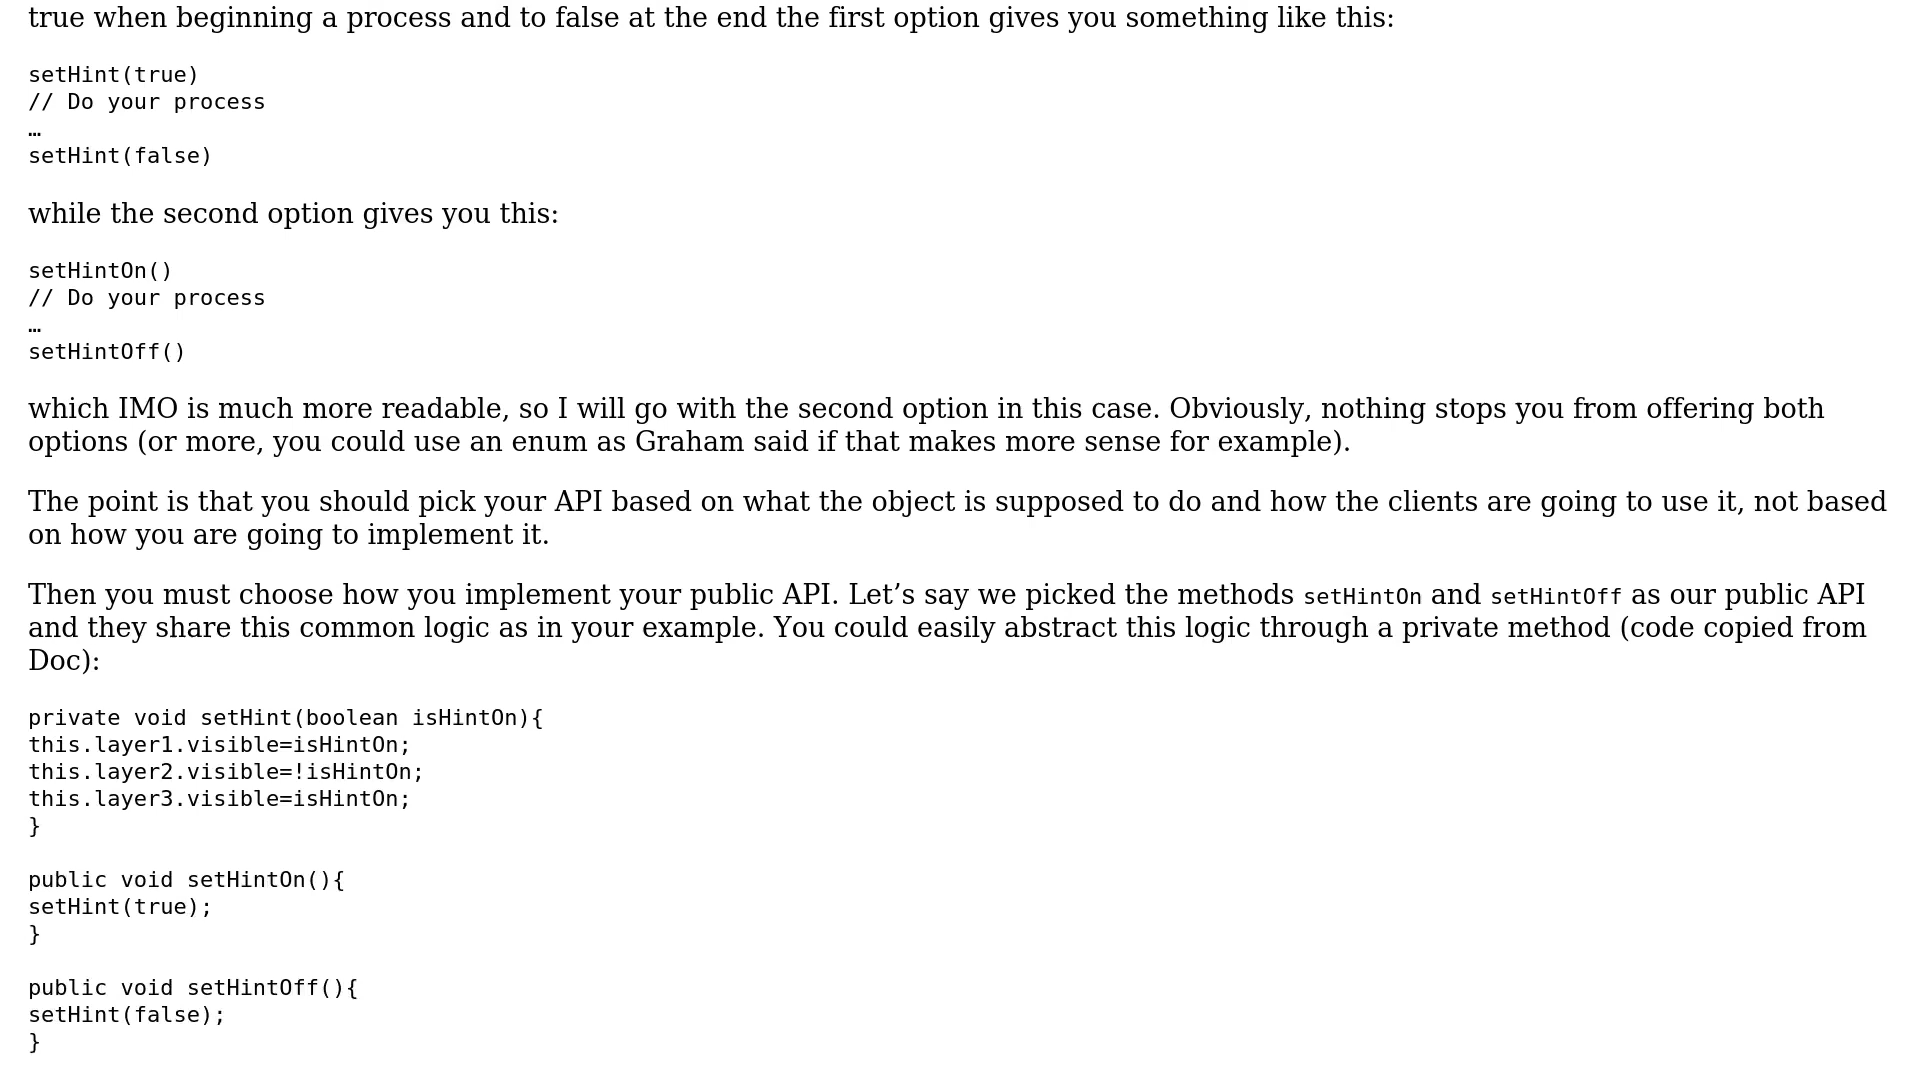 true when beginning a process and to false at the end the first option gives you something like this:
setHint(true)
// Do your process
…
setHint(false)
while the second option gives you this:
setHintOn()
// Do your process
…
setHintOff()
which IMO is much more readable, so I will go with the second option in this case. Obviously, nothing stops you from offering both
options (or more, you could use an enum as Graham said if that makes more sense for example).
The point is that you should pick your API based on what the object is supposed to do and how the clients are going to use it, not based
on how you are going to implement it.
Then you must choose how you implement your public API. Let’s say we picked the methods setHintOn and setHintOff as our public API
and they share this common logic as in your example. You could easily abstract this logic through a private method (code copied from
Doc):
private void setHint(boolean isHintOn){
this.layer1.visible=isHintOn;
this.layer2.visible=!isHintOn;
this.layer3.visible=isHintOn;
}
public void setHintOn(){
setHint(true);
}
public void setHintOff(){
setHint(false);
}